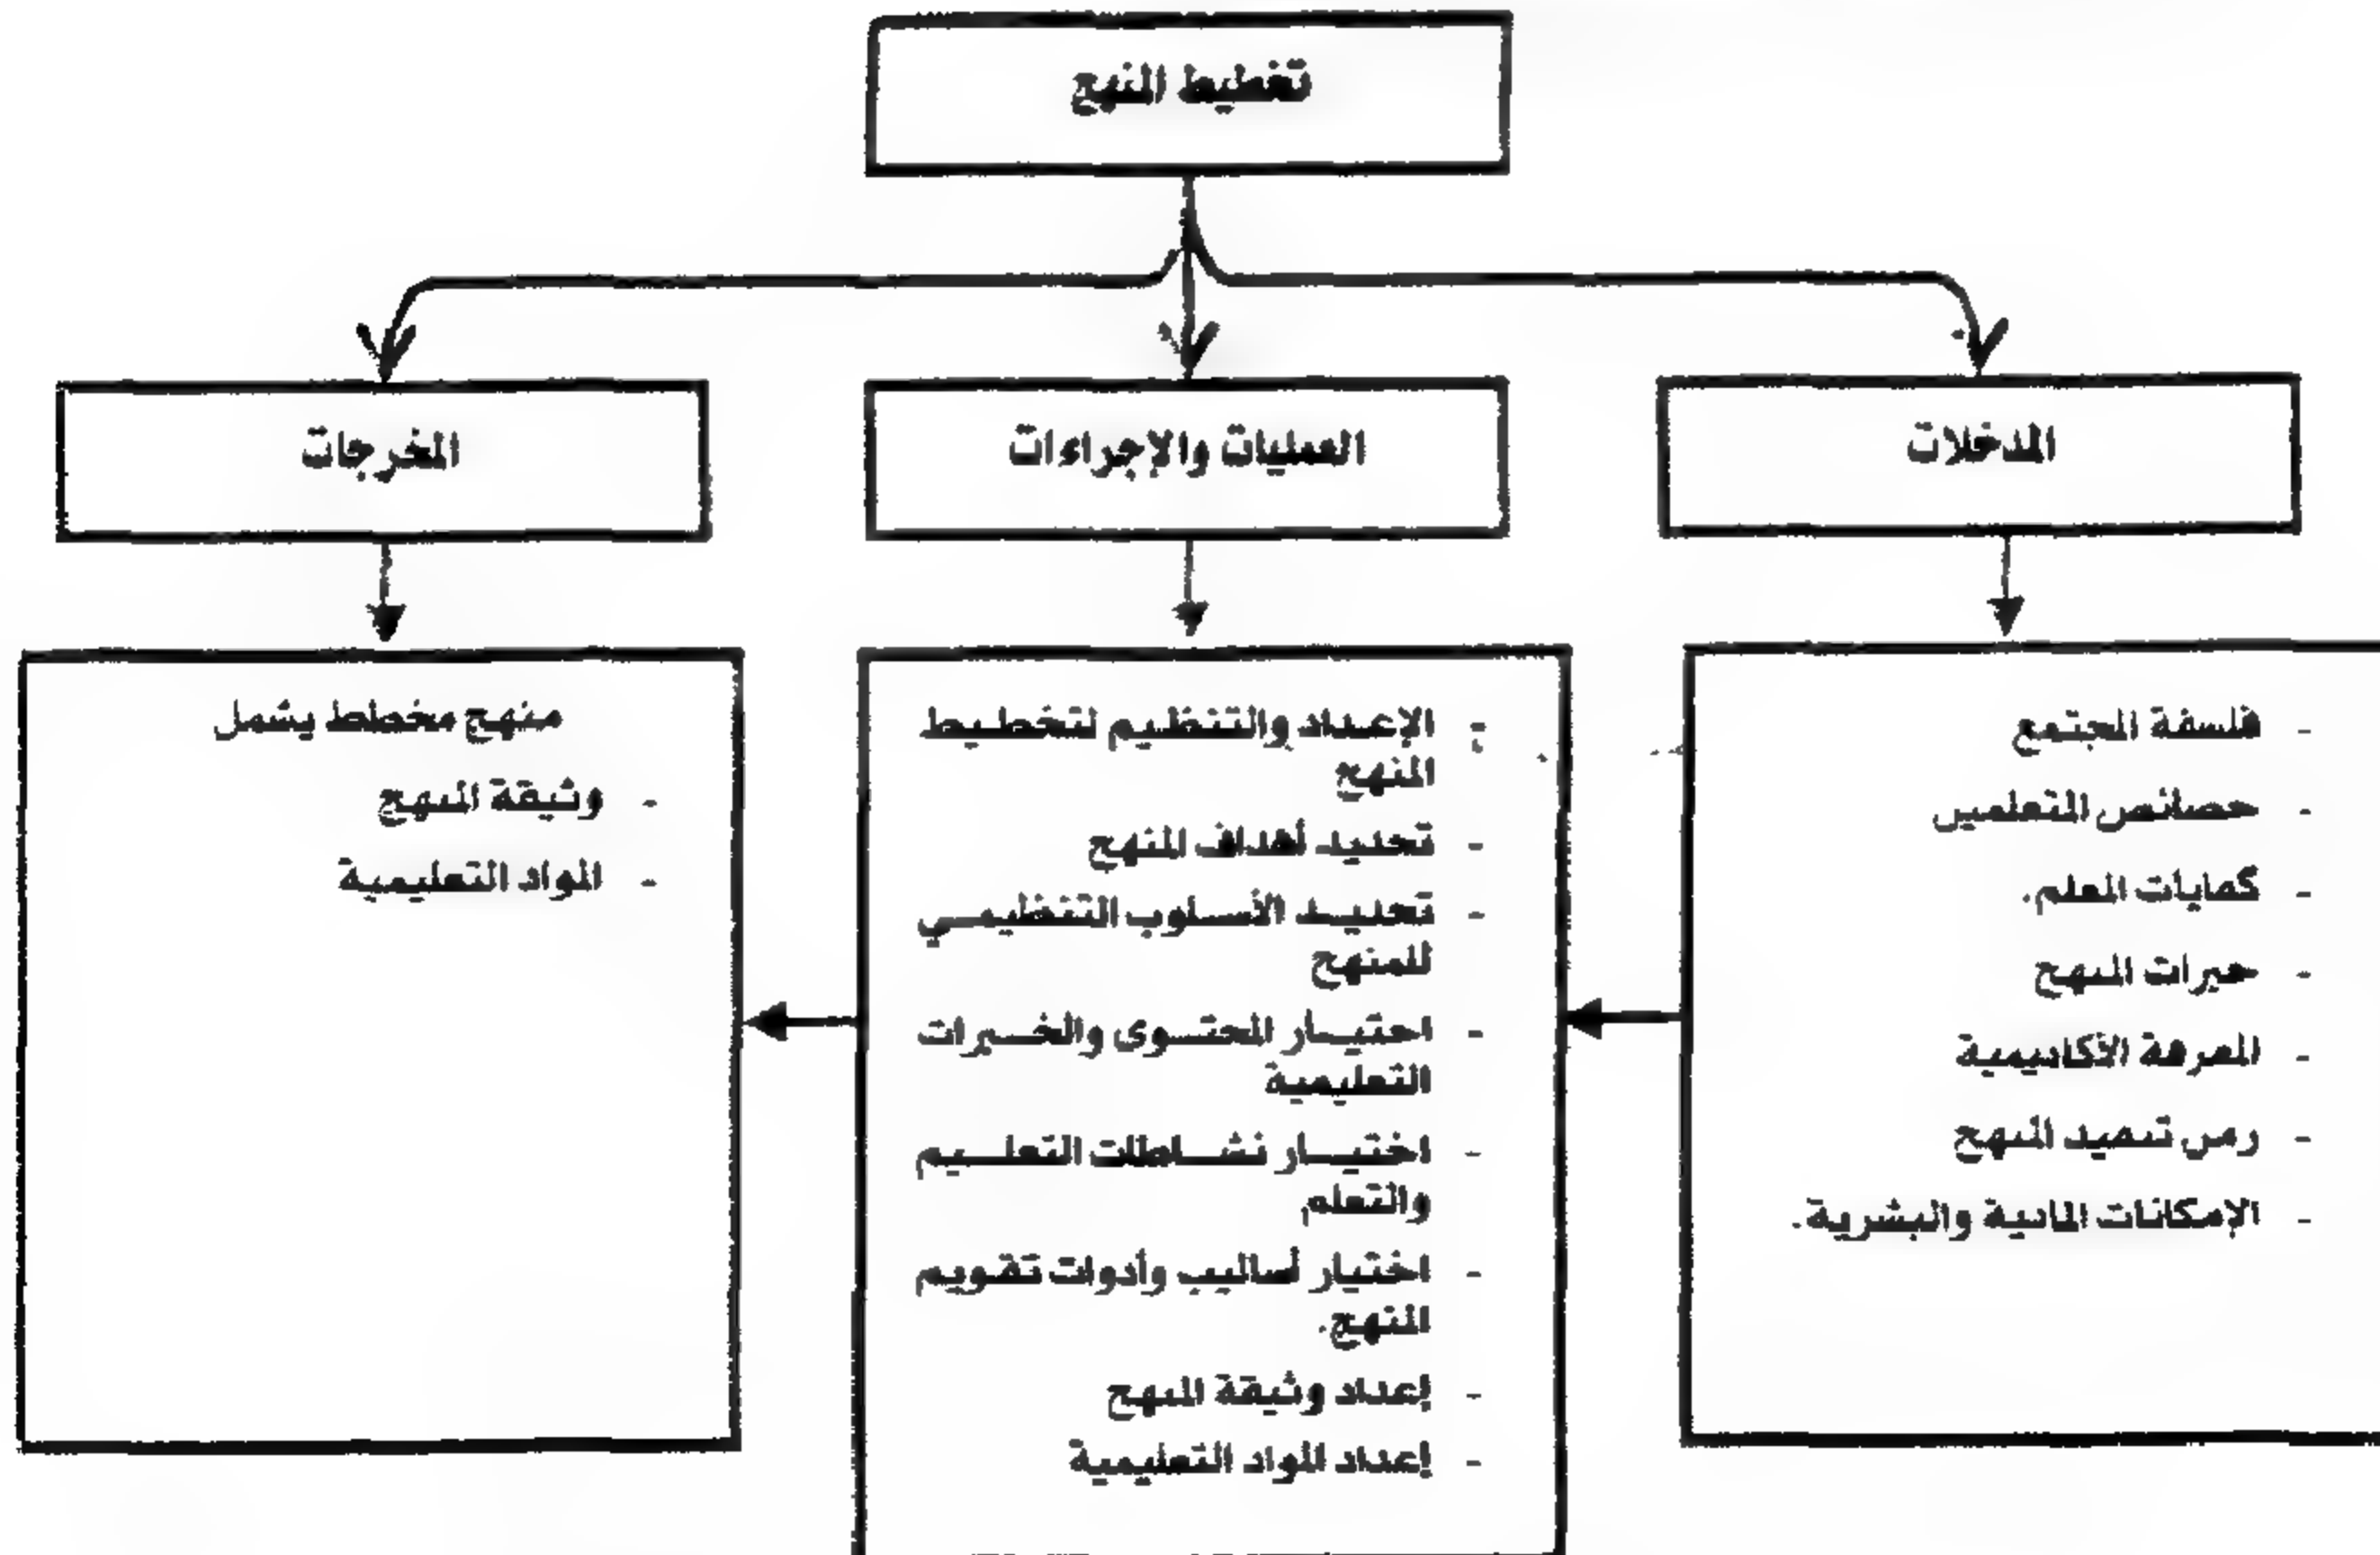 تخطيط المنهج
المدخلات
العمليات والإجراءات
المخرجات
- فلسفة المجتمع
- خصائص المتعلمين
- كفايات المعلم.
- خبرات المنهج
- المعرفة الأكاديمية
- زمن تنفيذ المنهج
- الإمكانات المادية والبشرية.
- الإعداد والتنظيم لتخطيط
المنهج
- تحديد أهداف المنهج
- تحديد الأسلوب التنظيمي
للمنهج
- اختيار المحتوى والخبرات
التعليمية
- اختيار نشاطات التعليم
والتعلم
- اختيار أساليب وأدوات تقويم
المنهج.
- إعداد وثيقة المنهج
- إعداد المواد التعليمية
منهج مخطط يشمل
- وثيقة المنهج
- المواد التعليمية